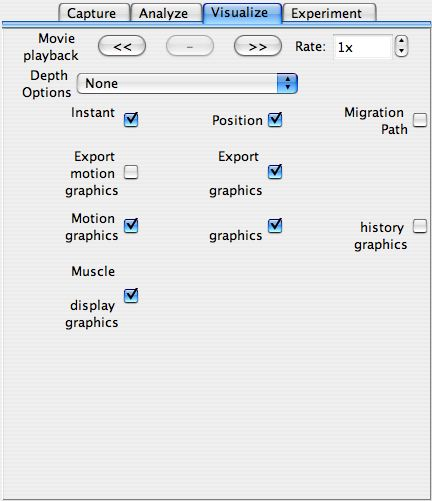 Capture Analyze Visualize Experiment
Movie playback << - >> Rate: 1x
Depth Options None
Instant Position Migration Path
Export motion graphics Export graphics
Motion graphics graphics history graphics
Muscle display graphics